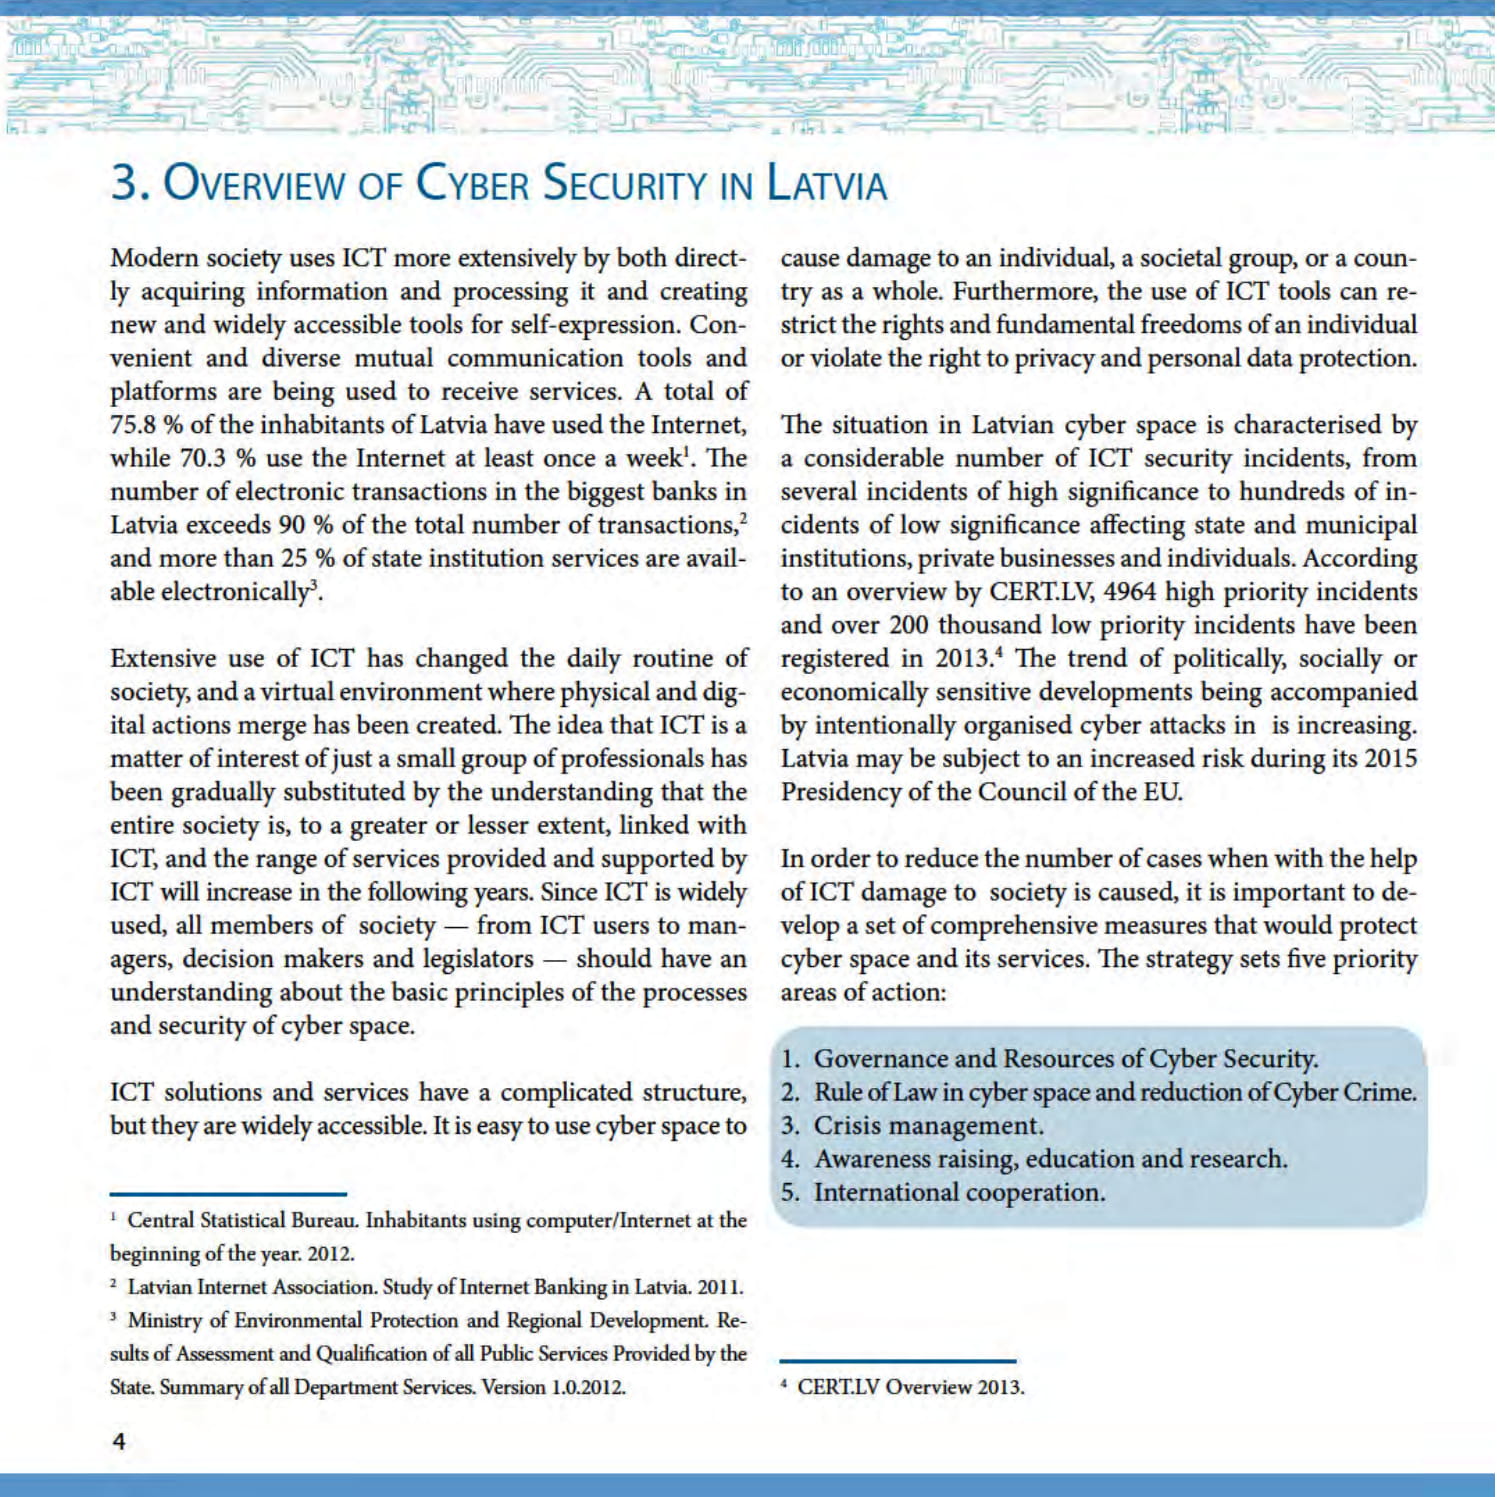 3. Overview of Cyber Security in Latvia
Modern society uses ICT more extensively by both direct-
ly acquiring information and processing it and creating
new and widely accessible tools for self-expression. Con-
venient and diverse mutual communication tools and
platforms are being used to receive services. A total of
75.8 % of the inhabitants of Latvia have used the Internet,
while 70.3 % use the Internet at least once a week¹. The
number of electronic transactions in the biggest banks in
Latvia exceeds 90 % of the total number of transactions,²
and more than 25 % of state institution services are avail-
able electronically³.
Extensive use of ICT has changed the daily routine of
society, and a virtual environment where physical and dig-
ital actions merge has been created. The idea that ICT is a
matter of interest of just a small group of professionals has
been gradually substituted by the understanding that the
entire society is, to a greater or lesser extent, linked with
ICT, and the range of services provided and supported by
ICT will increase in the following years. Since ICT is widely
used, all members of society — from ICT users to man-
agers, decision makers and legislators — should have an
understanding about the basic principles of the processes
and security of cyber space.
ICT solutions and services have a complicated structure,
but they are widely accessible. It is easy to use cyber space to
¹ Central Statistical Bureau. Inhabitants using computer/Internet at the
beginning of the year. 2012.
² Latvian Internet Association. Study of Internet Banking in Latvia. 2011.
³ Ministry of Environmental Protection and Regional Development. Re-
sults of Assessment and Qualification of all Public Services Provided by the
State. Summary of all Department Services. Version 1.0.2012.
cause damage to an individual, a societal group, or a coun-
try as a whole. Furthermore, the use of ICT tools can re-
strict the rights and fundamental freedoms of an individual
or violate the right to privacy and personal data protection.
The situation in Latvian cyber space is characterised by
a considerable number of ICT security incidents, from
several incidents of high significance to hundreds of in-
cidents of low significance affecting state and municipal
institutions, private businesses and individuals. According
to an overview by CERT.LV, 4964 high priority incidents
and over 200 thousand low priority incidents have been
registered in 2013.⁴ The trend of politically, socially or
economically sensitive developments being accompanied
by intentionally organised cyber attacks in is increasing.
Latvia may be subject to an increased risk during its 2015
Presidency of the Council of the EU.
In order to reduce the number of cases when with the help
of ICT damage to society is caused, it is important to de-
velop a set of comprehensive measures that would protect
cyber space and its services. The strategy sets five priority
areas of action:
1. Governance and Resources of Cyber Security.
2. Rule of Law in cyber space and reduction of Cyber Crime.
3. Crisis management.
4. Awareness raising, education and research.
5. International cooperation.
⁴ CERT.LV Overview 2013.
4